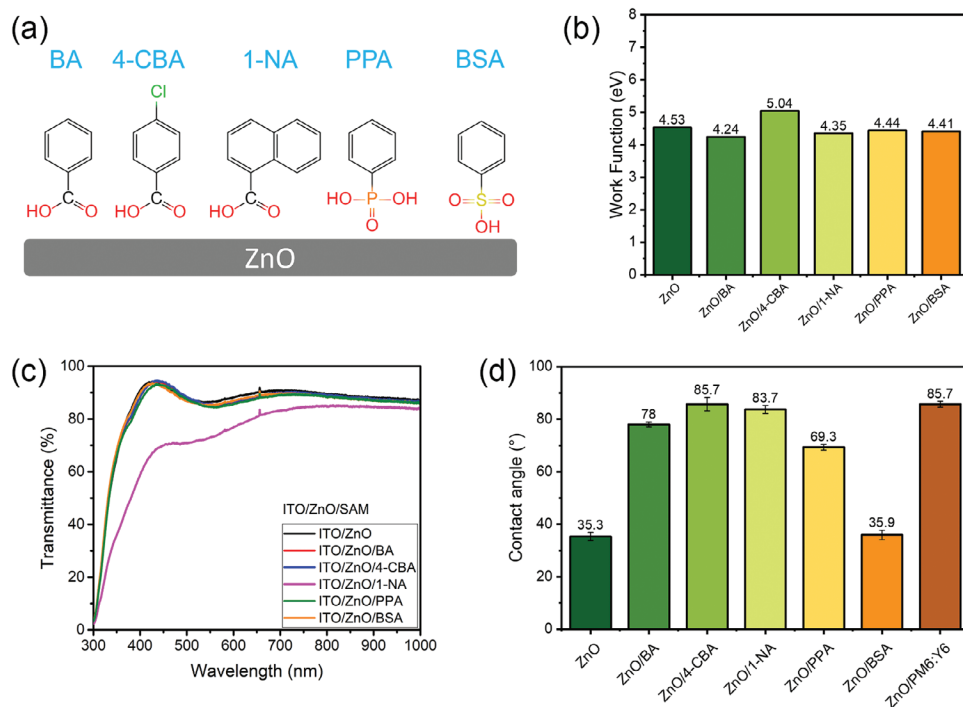 (a)
BA 4-CBA 1-NA PPA BSA
Cl
HO C O HO C O HO C O HO P OH O O S O OH
ZnO
(b)
Work Function (eV)
8
7
6
5
4
3
2
1
0
4.53 4.24 5.04 4.35 4.44 4.41
ZnO ZnO/BA ZnO/4-CBA ZnO/1-NA ZnO/PPA ZnO/BSA
(c)
Transmittance (%)
100
80
60
40
20
0
ITO/ZnO/SAM
ITO/ZnO
ITO/ZnO/BA
ITO/ZnO/4-CBA
ITO/ZnO/1-NA
ITO/ZnO/PPA
ITO/ZnO/BSA
300 400 500 600 700 800 900 1000
Wavelength (nm)
(d)
Contact angle (°)
100
80
60
40
20
0
35.3 78 85.7 83.7 69.3 35.9 85.7
ZnO ZnO/BA ZnO/4-CBA ZnO/1-NA ZnO/PPA ZnO/BSA ZnO/PM6:Y6